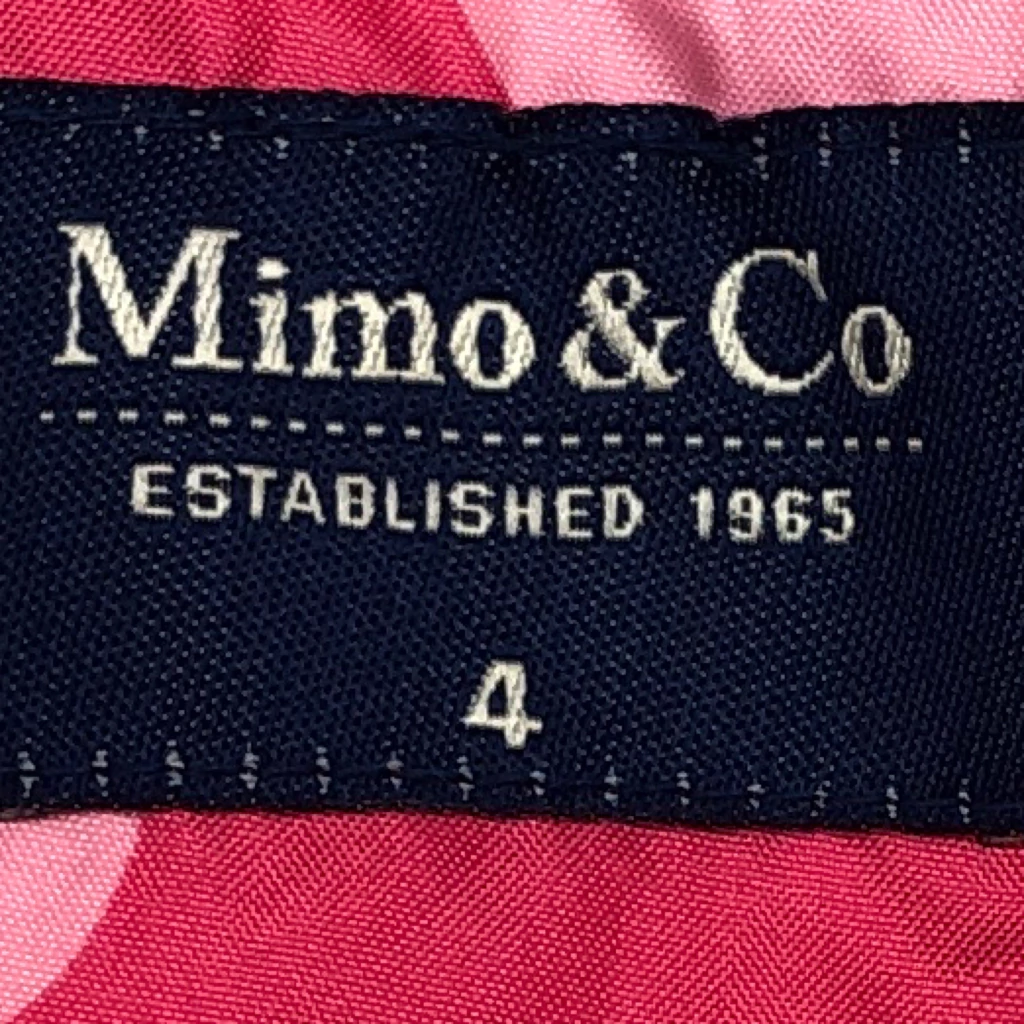 Mimo & Co
ESTABLISHED 1965
4